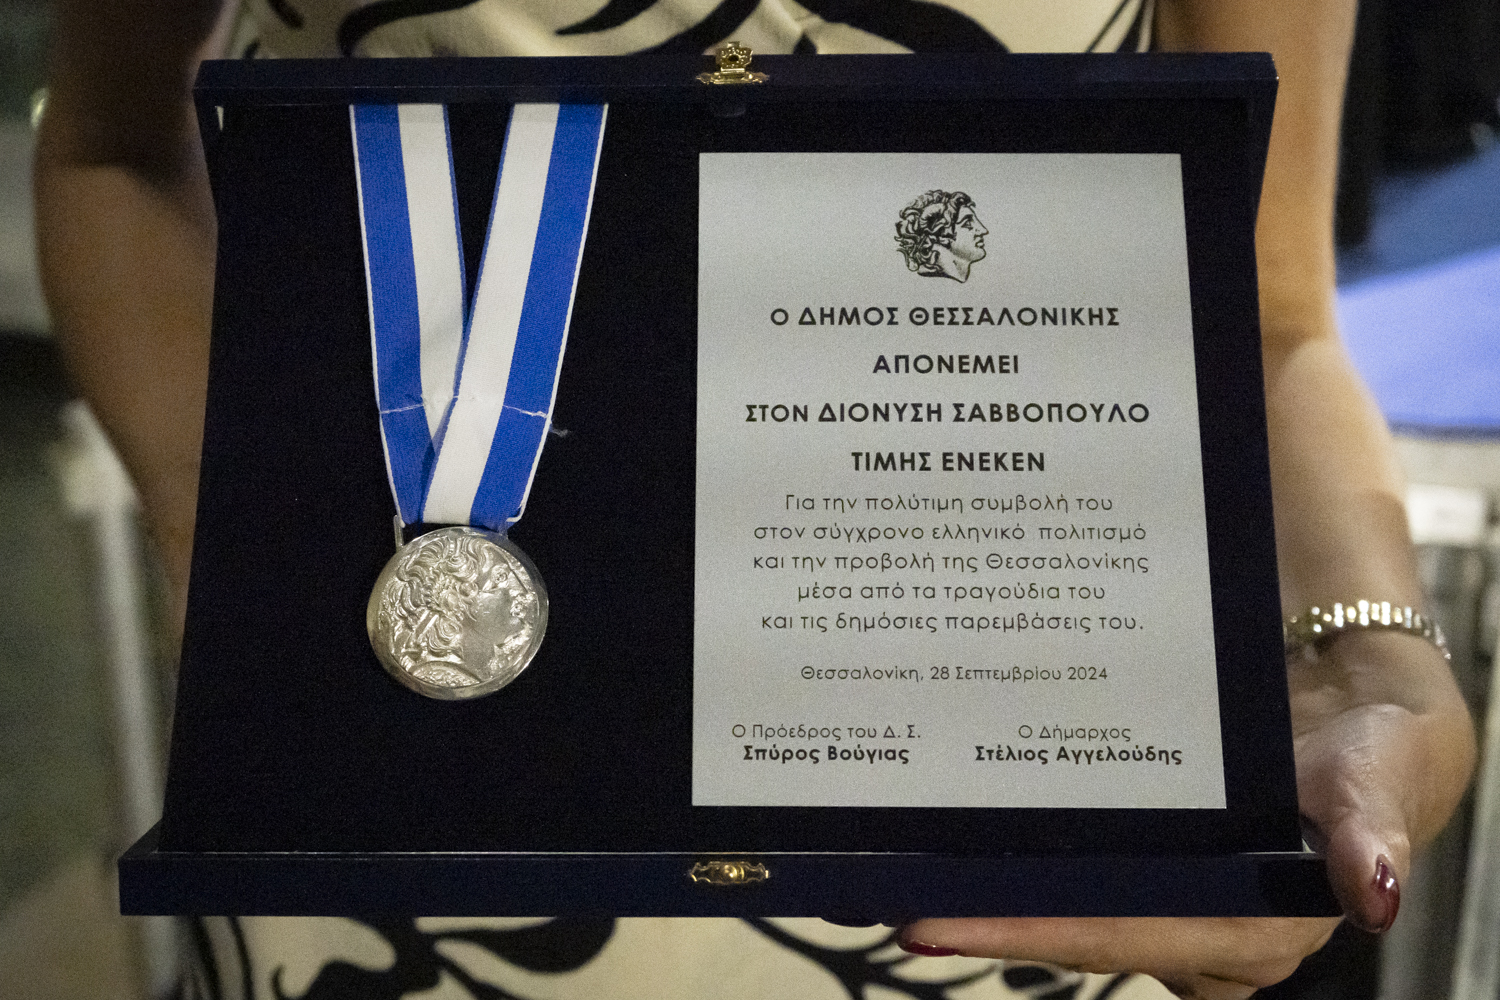 Ο ΔΗΜΟΣ ΘΕΣΣΑΛΟΝΙΚΗΣ
ΑΠΟΝΕΜΕΙ
ΣΤΟΝ ΔΙΟΝΥΣΗ ΣΑΒΒΟΠΟΥΛΟ
ΤΙΜΗΣ ΕΝΕΚΕΝ
Για την πολύτιμη συμβολή του
στον σύγχρονο ελληνικό πολιτισμό
και την προβολή της Θεσσαλονίκης
μέσα από τα τραγούδια του
και τις δημόσιες παρεμβάσεις του.
Θεσσαλονίκη, 28 Σεπτεμβρίου 2024
Ο Πρόεδρος του Δ. Σ.
Σπύρος Βούγιας
Ο Δήμαρχος
Στέλιος Αγγελούδης